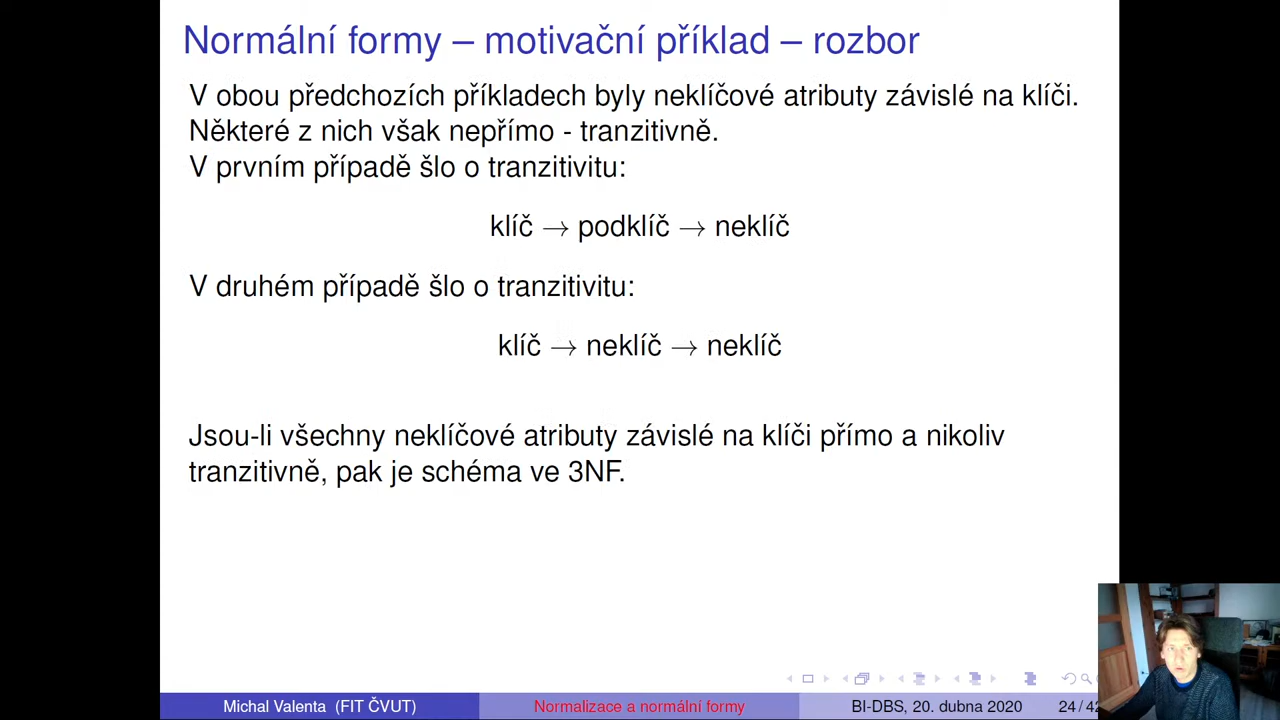 Normální formy – motivační příklad – rozbor
V obou předchozích příkladech byly neklíčové atributy závislé na klíči.
Některé z nich však nepřímo - tranzitivně.
V prvním případě šlo o tranzitivitu:
klíč → podklíč → neklíč
V druhém případě šlo o tranzitivitu:
klíč → neklíč → neklíč
Jsou-li všechny neklíčové atributy závislé na klíči přímo a nikoliv
tranzitivně, pak je schéma ve 3NF.
Michal Valenta (FIT ČVUT) Normalizace a normální formy BI-DBS, 20. dubna 2020 24 / 42